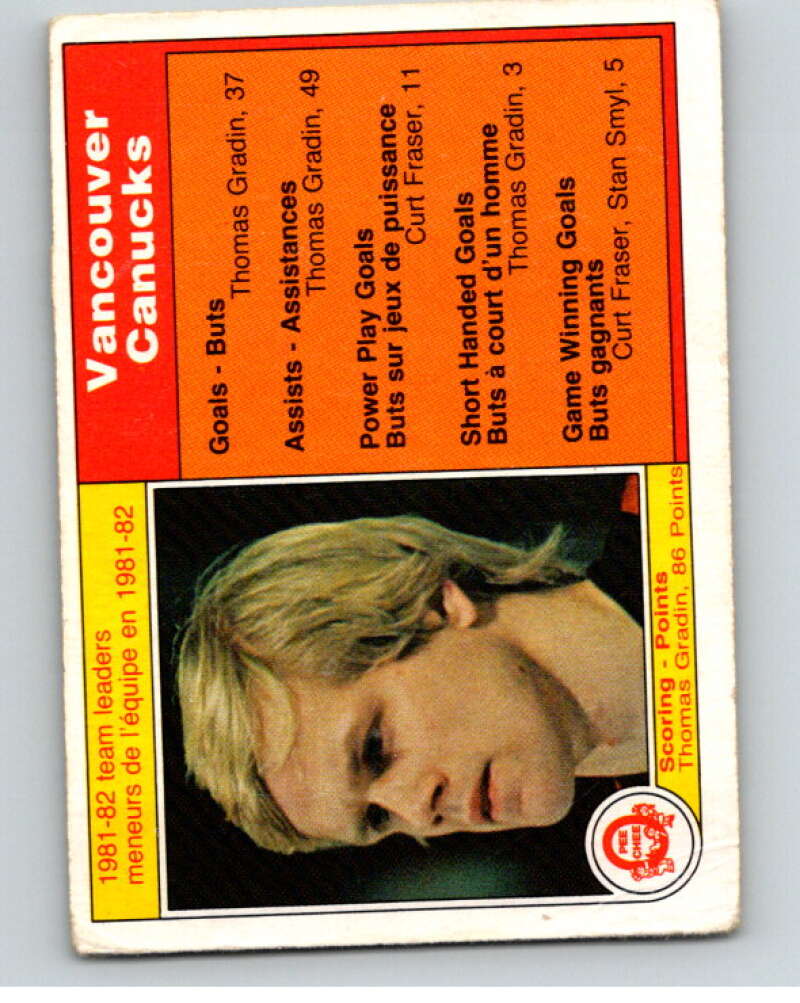 1981-82 team leaders
meneurs de l'équipe en 1981-82
Vancouver
Canucks
Goals - Buts
Thomas Gradin, 37
Assists - Assistances
Thomas Gradin, 49
Power Play Goals
Buts sur jeux de puissance
Curt Fraser, 11
Short Handed Goals
Buts à court d'un homme
Thomas Gradin, 3
Game Winning Goals
Buts gagnants
Curt Fraser, Stan Smyl, 5
O
PEE
CHEE
Scoring - Points
Thomas Gradin, 86 Points